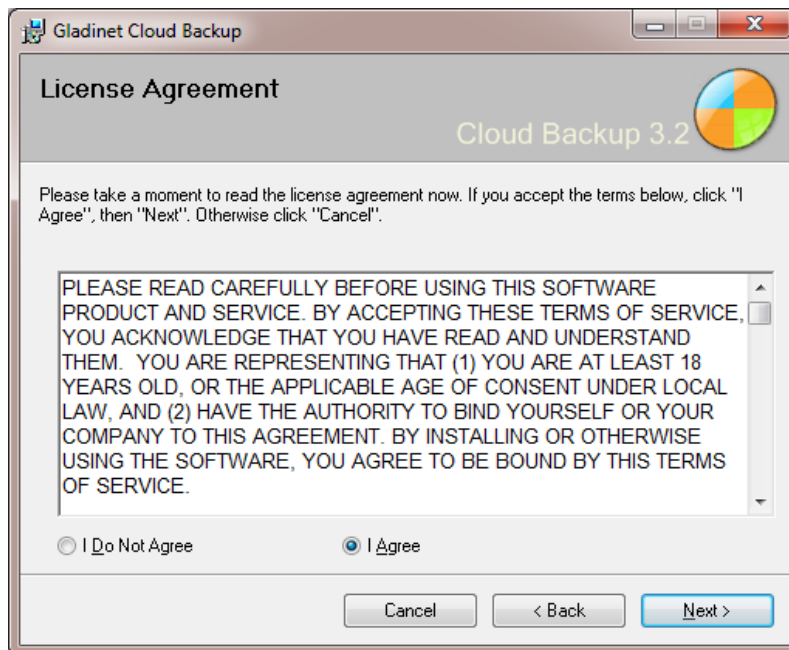 Gladinet Cloud Backup
License Agreement
Cloud Backup 3.2
Please take a moment to read the license agreement now. If you accept the terms below, click "I
Agree", then "Next". Otherwise click "Cancel".
PLEASE READ CAREFULLY BEFORE USING THIS SOFTWARE
PRODUCT AND SERVICE. BY ACCEPTING THESE TERMS OF SERVICE,
YOU ACKNOWLEDGE THAT YOU HAVE READ AND UNDERSTAND
THEM.  YOU ARE REPRESENTING THAT (1) YOU ARE AT LEAST 18
YEARS OLD, OR THE APPLICABLE AGE OF CONSENT UNDER LOCAL
LAW, AND (2) HAVE THE AUTHORITY TO BIND YOURSELF OR YOUR
COMPANY TO THIS AGREEMENT. BY INSTALLING OR OTHERWISE
USING THE SOFTWARE, YOU AGREE TO BE BOUND BY THIS TERMS
OF SERVICE.
I Do Not Agree
I Agree
Cancel
< Back
Next >